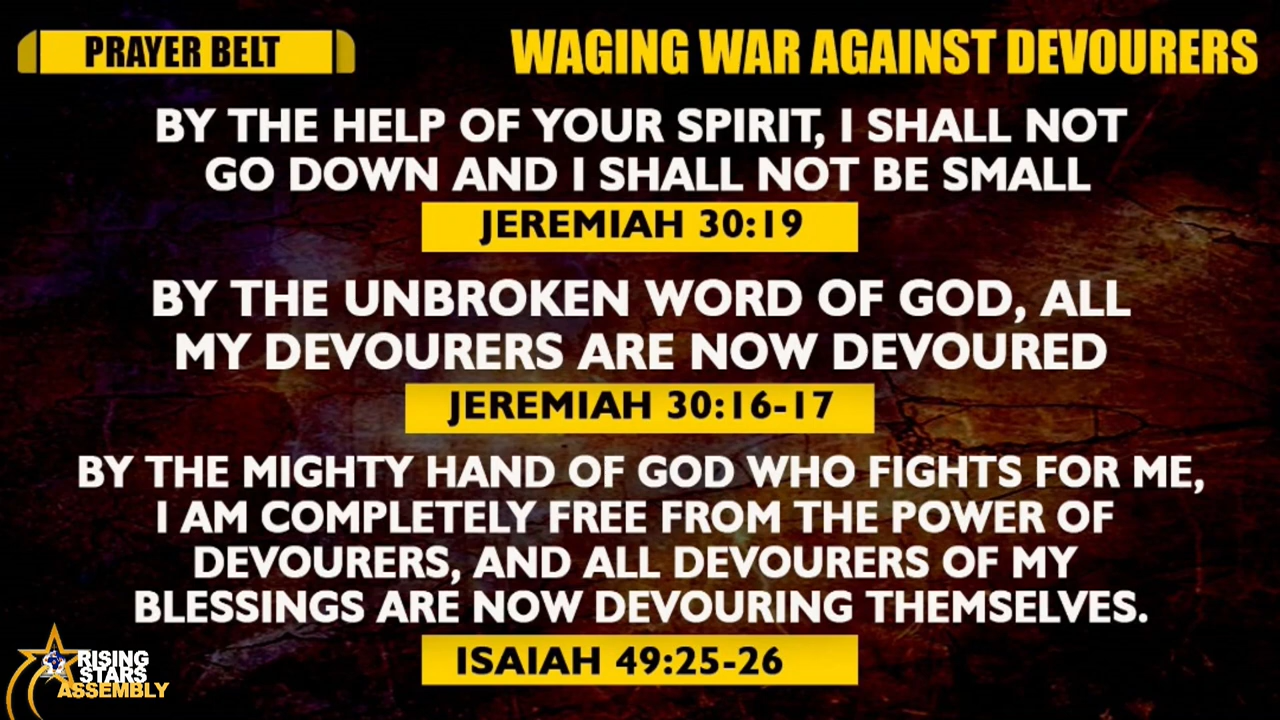 PRAYER BELT
WAGING WAR AGAINST DEVOURERS
BY THE HELP OF YOUR SPIRIT, I SHALL NOT
GO DOWN AND I SHALL NOT BE SMALL
JEREMIAH 30:19
BY THE UNBROKEN WORD OF GOD, ALL
MY DEVOURERS ARE NOW DEVOURED
JEREMIAH 30:16-17
BY THE MIGHTY HAND OF GOD WHO FIGHTS FOR ME,
I AM COMPLETELY FREE FROM THE POWER OF
DEVOURERS, AND ALL DEVOURERS OF MY
BLESSINGS ARE NOW DEVOURING THEMSELVES.
ISAIAH 49:25-26
RISING
STARS
ASSEMBLY